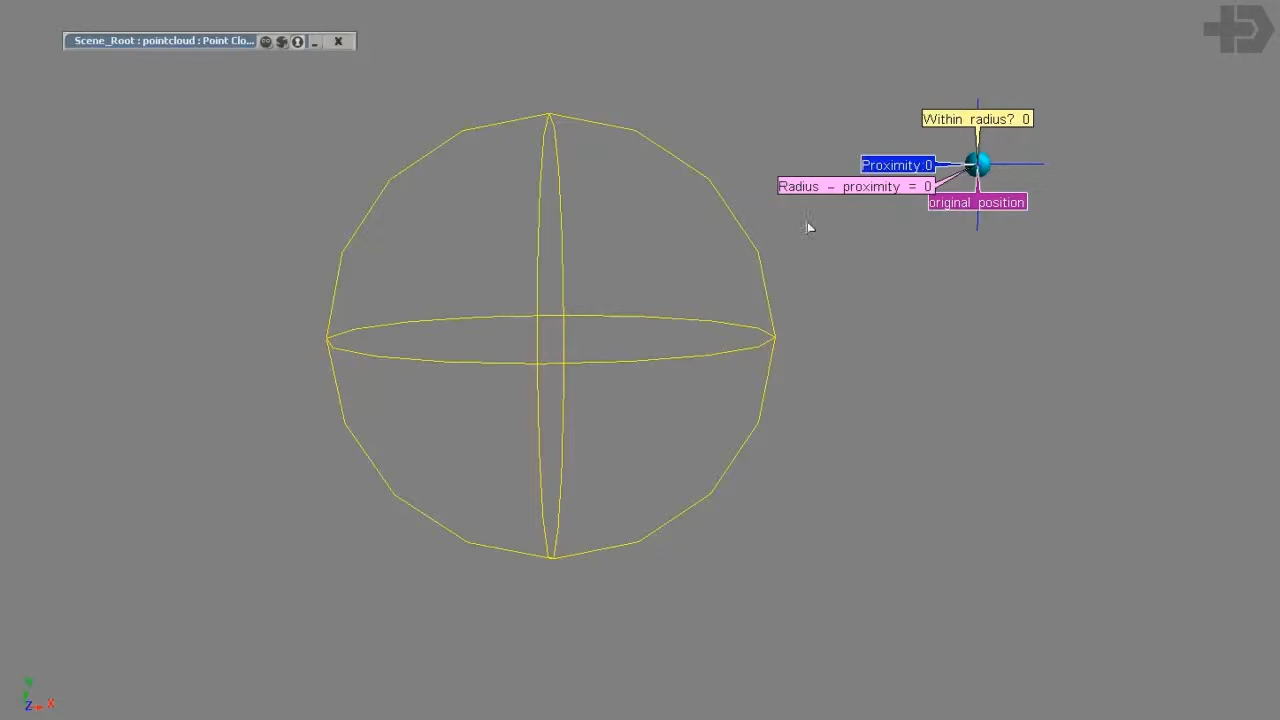 Scene_Root : pointcloud : Point Clo...
Within radius? 0
Proximity:0
Radius - proximity = 0
original position
Y
Z X